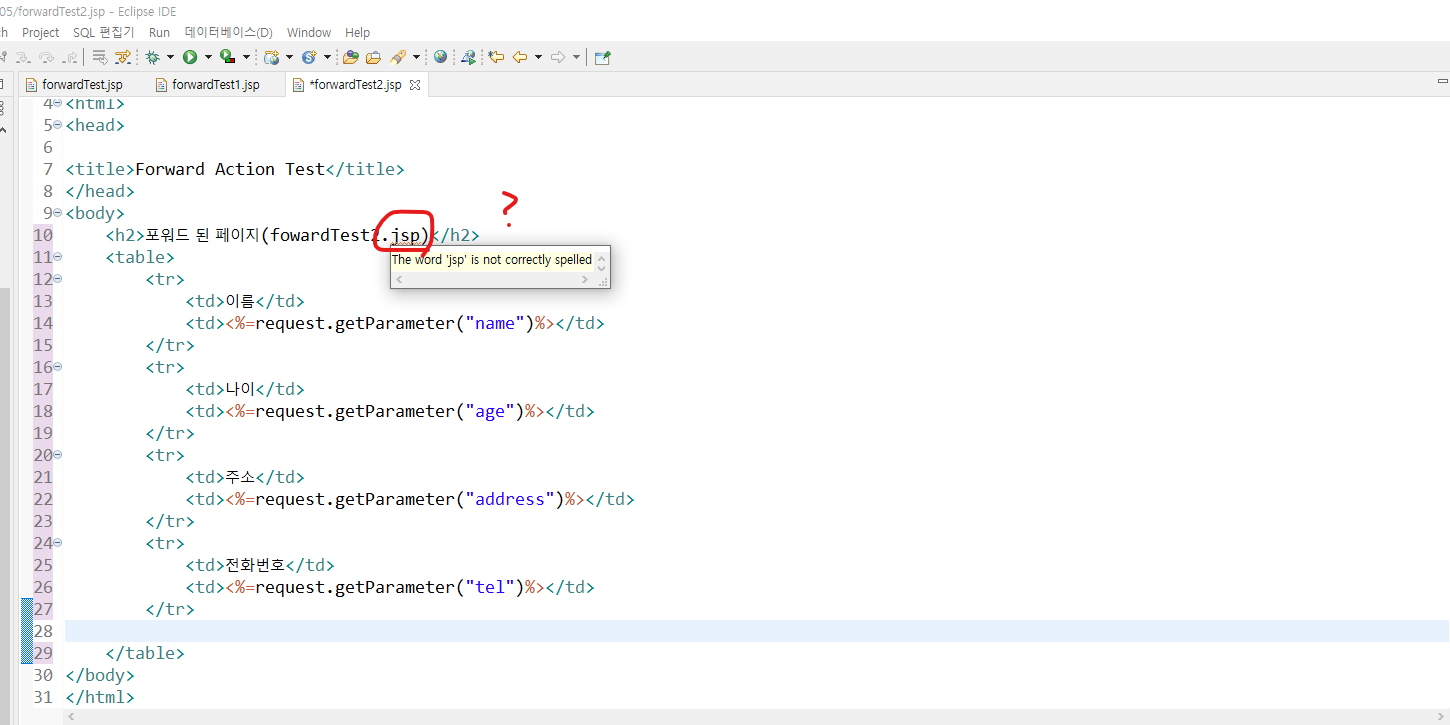 05/forwardTest2.jsp - Eclipse IDE
ch Project SQL 편집기 Run 데이터베이스(D) Window Help
forwardTest.jsp forwardTest1.jsp *forwardTest2.jsp
4 <html>
5 <head>
6
7 <title>Forward Action Test</title>
8 </head>
9 <body>
?
10 <h2>포워드 된 페이지(fowardTest2.jsp)</h2>
11 <table>
The word 'jsp' is not correctly spelled
12 <tr>
13 <td>이름</td>
14 <td><%=request.getParameter("name")%></td>
15 </tr>
16 <tr>
17 <td>나이</td>
18 <td><%=request.getParameter("age")%></td>
19 </tr>
20 <tr>
21 <td>주소</td>
22 <td><%=request.getParameter("address")%></td>
23 </tr>
24 <tr>
25 <td>전화번호</td>
26 <td><%=request.getParameter("tel")%></td>
27 </tr>
28
29 </table>
30 </body>
31 </html>